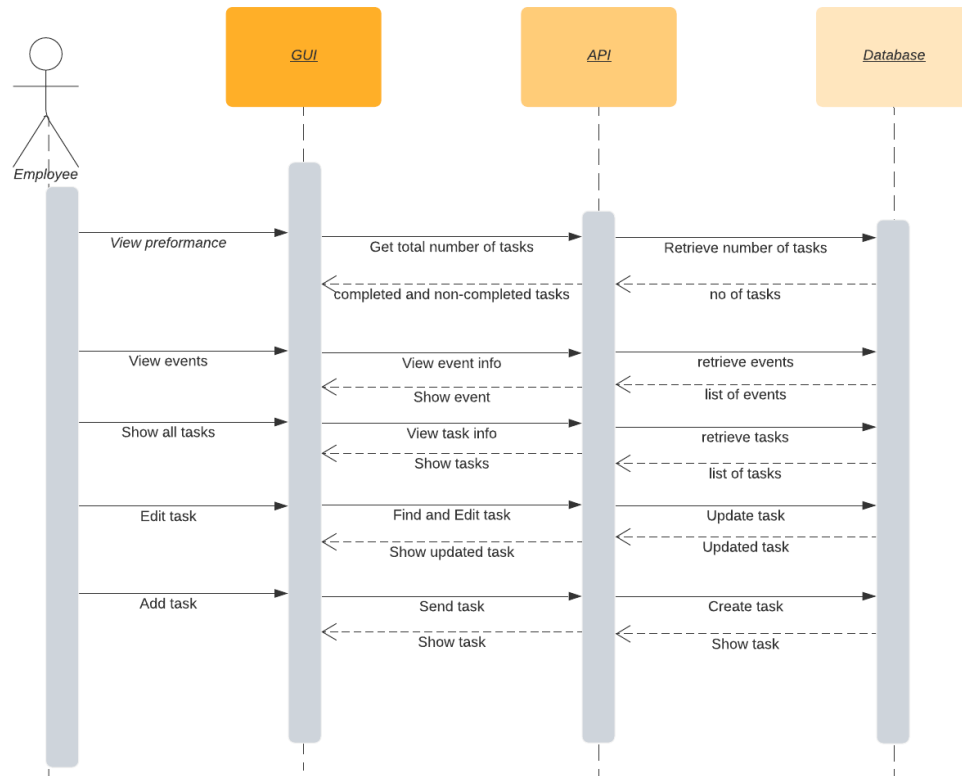 GUI
API
Database
Employee
View preformance
Get total number of tasks
Retrieve number of tasks
completed and non-completed tasks
no of tasks
View events
View event info
retrieve events
Show event
list of events
Show all tasks
View task info
retrieve tasks
Show tasks
list of tasks
Edit task
Find and Edit task
Update task
Show updated task
Updated task
Add task
Send task
Create task
Show task
Show task